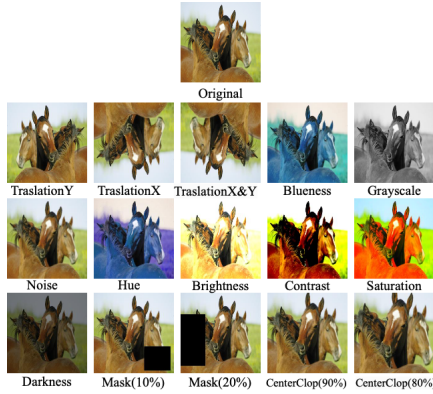 Original
TraslationY TraslationX TraslationX&Y Blueness Grayscale
Noise Hue Brightness Contrast Saturation
Darkness Mask(10%) Mask(20%) CenterClop(90%) CenterClop(80%